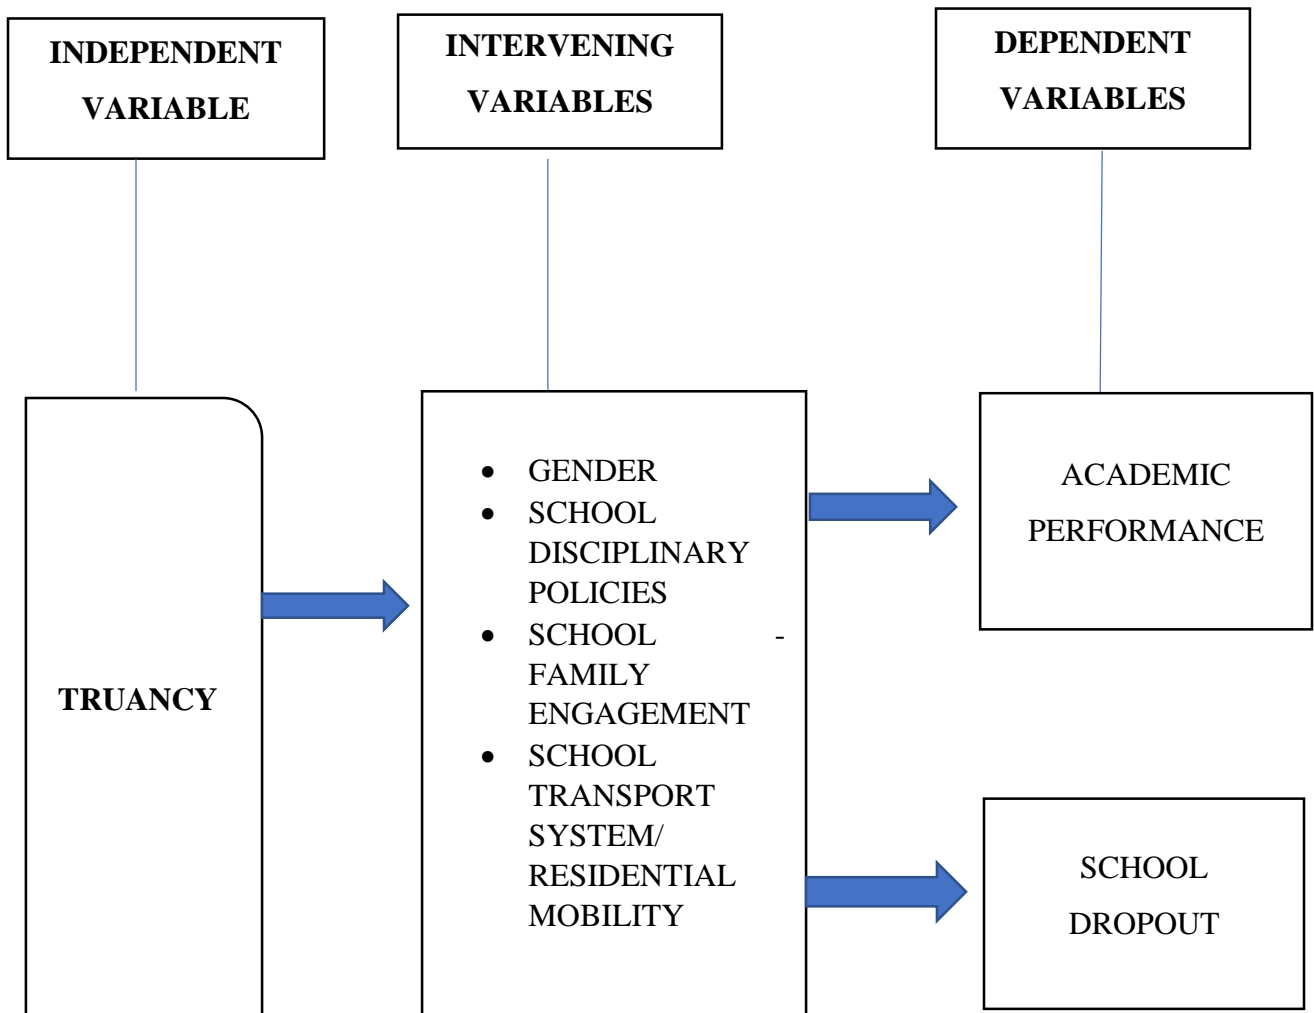 INDEPENDENT
VARIABLE
INTERVENING
VARIABLES
DEPENDENT
VARIABLES
TRUANCY
• GENDER
• SCHOOL
DISCIPLINARY
POLICIES
• SCHOOL -
FAMILY
ENGAGEMENT
• SCHOOL
TRANSPORT
SYSTEM/
RESIDENTIAL
MOBILITY
ACADEMIC
PERFORMANCE
SCHOOL
DROPOUT